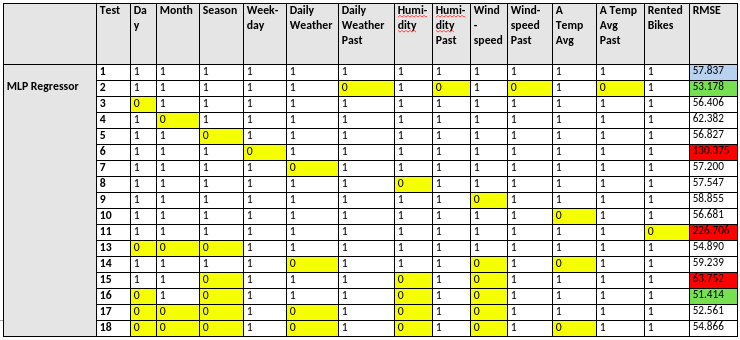 Test Da Month Season Week- Daily Daily Humi- Humi- Wind Wind- A A Temp Rented RMSE
y day Weather Weather dity dity - speed Temp Avg Bikes
Past Past speed Past Avg Past
1 1 1 1 1 1 1 1 1 1 1 1 1 1 57.837
MLP Regressor 2 1 1 1 1 1 0 1 0 1 0 1 0 1 53.178
3 0 1 1 1 1 1 1 1 1 1 1 1 1 56.406
4 1 0 1 1 1 1 1 1 1 1 1 1 1 62.382
5 1 1 0 1 1 1 1 1 1 1 1 1 1 56.827
6 1 1 1 0 1 1 1 1 1 1 1 1 1 130.375
7 1 1 1 1 0 1 1 1 1 1 1 1 1 57.200
8 1 1 1 1 1 1 0 1 1 1 1 1 1 57.547
9 1 1 1 1 1 1 1 1 0 1 1 1 1 58.855
10 1 1 1 1 1 1 1 1 1 1 0 1 1 56.681
11 1 1 1 1 1 1 1 1 1 1 1 1 0 226.706
13 0 0 0 1 1 1 1 1 1 1 1 1 1 54.890
14 1 1 1 1 0 1 1 1 0 1 0 1 1 59.239
15 1 1 0 1 1 1 0 1 0 1 1 1 1 63.752
16 0 1 0 1 1 1 0 1 0 1 1 1 1 51.414
17 0 0 0 1 0 1 0 1 0 1 1 1 1 52.561
18 0 0 0 1 0 1 0 1 0 1 0 1 1 54.866